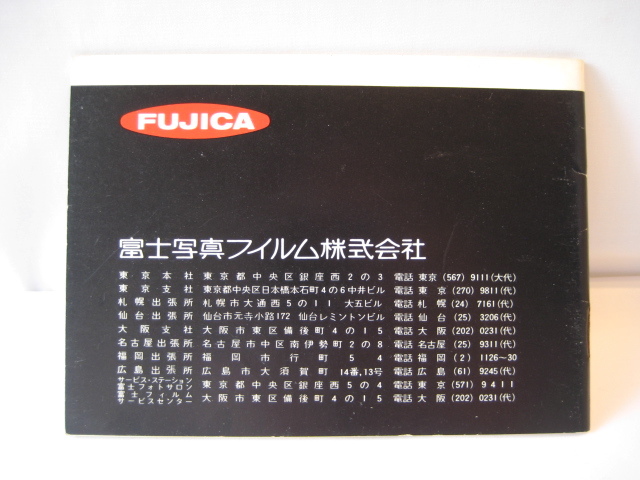 FUJICA
富士写真フイルム株式会社
東京本社 東京都中央区銀座西2の3 電話 東京 (567) 9111(大代)
東京支社 東京都中央区日本橋本石町4の6中井ビル 電話 東京 (270) 9811(代)
札幌出張所 札幌市大通西5の11 大五ビル 電話 札幌 (24) 7161(代)
仙台出張所 仙台市元寺小路172 仙台レミントンビル 電話 仙台 (25) 3206(代)
大阪支社 大阪市東区備後町4の15 電話 大阪 (202) 0231(代)
名古屋出張所 名古屋市中区南伊勢町2の8 電話 名古屋 (25) 9311(代)
福岡出張所 福岡市行町54 電話 福岡 (2) 1126~30
広島出張所 広島市大須賀町14番,13号 電話 広島 (61) 9245(代)
サービス・ステーション
富士フォトサロン 東京都中央区銀座西5の4 電話 東京 (571) 9411
富士フイルム
サービスセンター 大阪市東区備後町4の15 電話 大阪 (202) 0231(代)